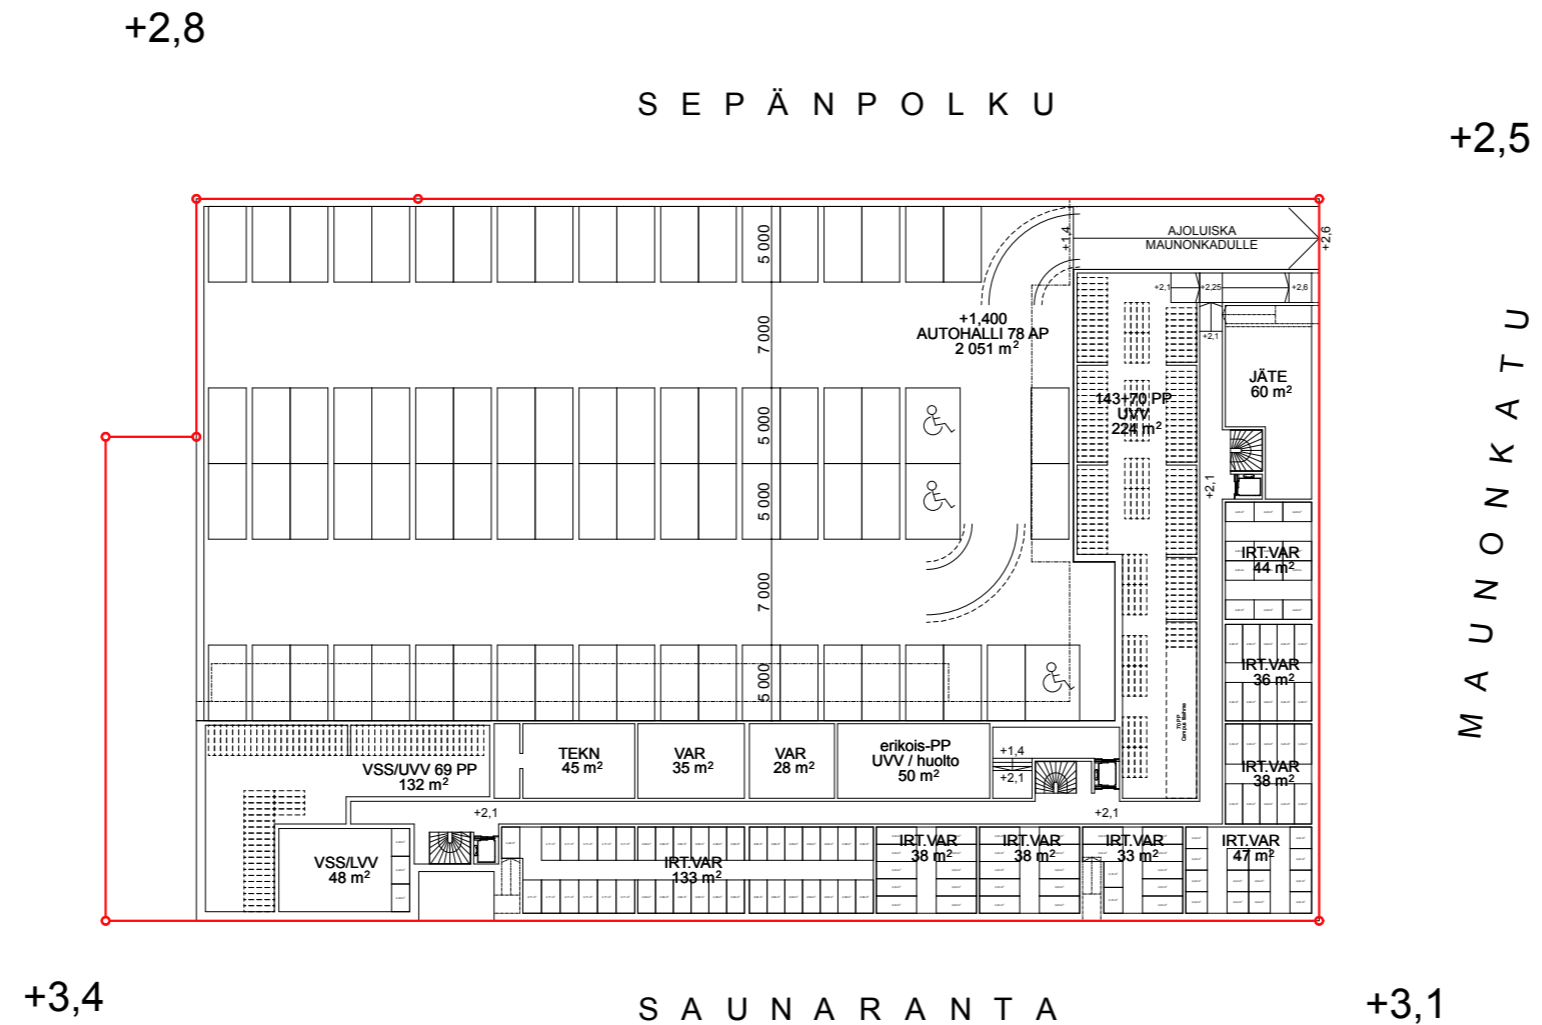 +2,8
S E P Ä N P O L K U
+2,5
AJOLUISKA
MAUNONKADULLE
+1,4
+2,6
5 000
7 000
5 000
5 000
7 000
5 000
+1,400
AUTOHALLI 78 AP
2 051 m²
+2,1
+2,25
+2,6
+2,1
JÄTE
60 m²
143+70 PP
UVV
224 m²
+2,1
M A U N O N K A T U
IRT.VAR
44 m²
IRT.VAR
36 m²
IRT.VAR
38 m²
TEKN
45 m²
VAR
35 m²
VAR
28 m²
erikois-PP
UVV / huolto
50 m²
+1,4
+2,1
VSS/UVV 69 PP
132 m²
+2,1
+2,1
VSS/LVV
48 m²
IRT.VAR
133 m²
IRT.VAR
38 m²
IRT.VAR
38 m²
IRT.VAR
33 m²
IRT.VAR
47 m²
+3,4
S A U N A R A N T A
+3,1